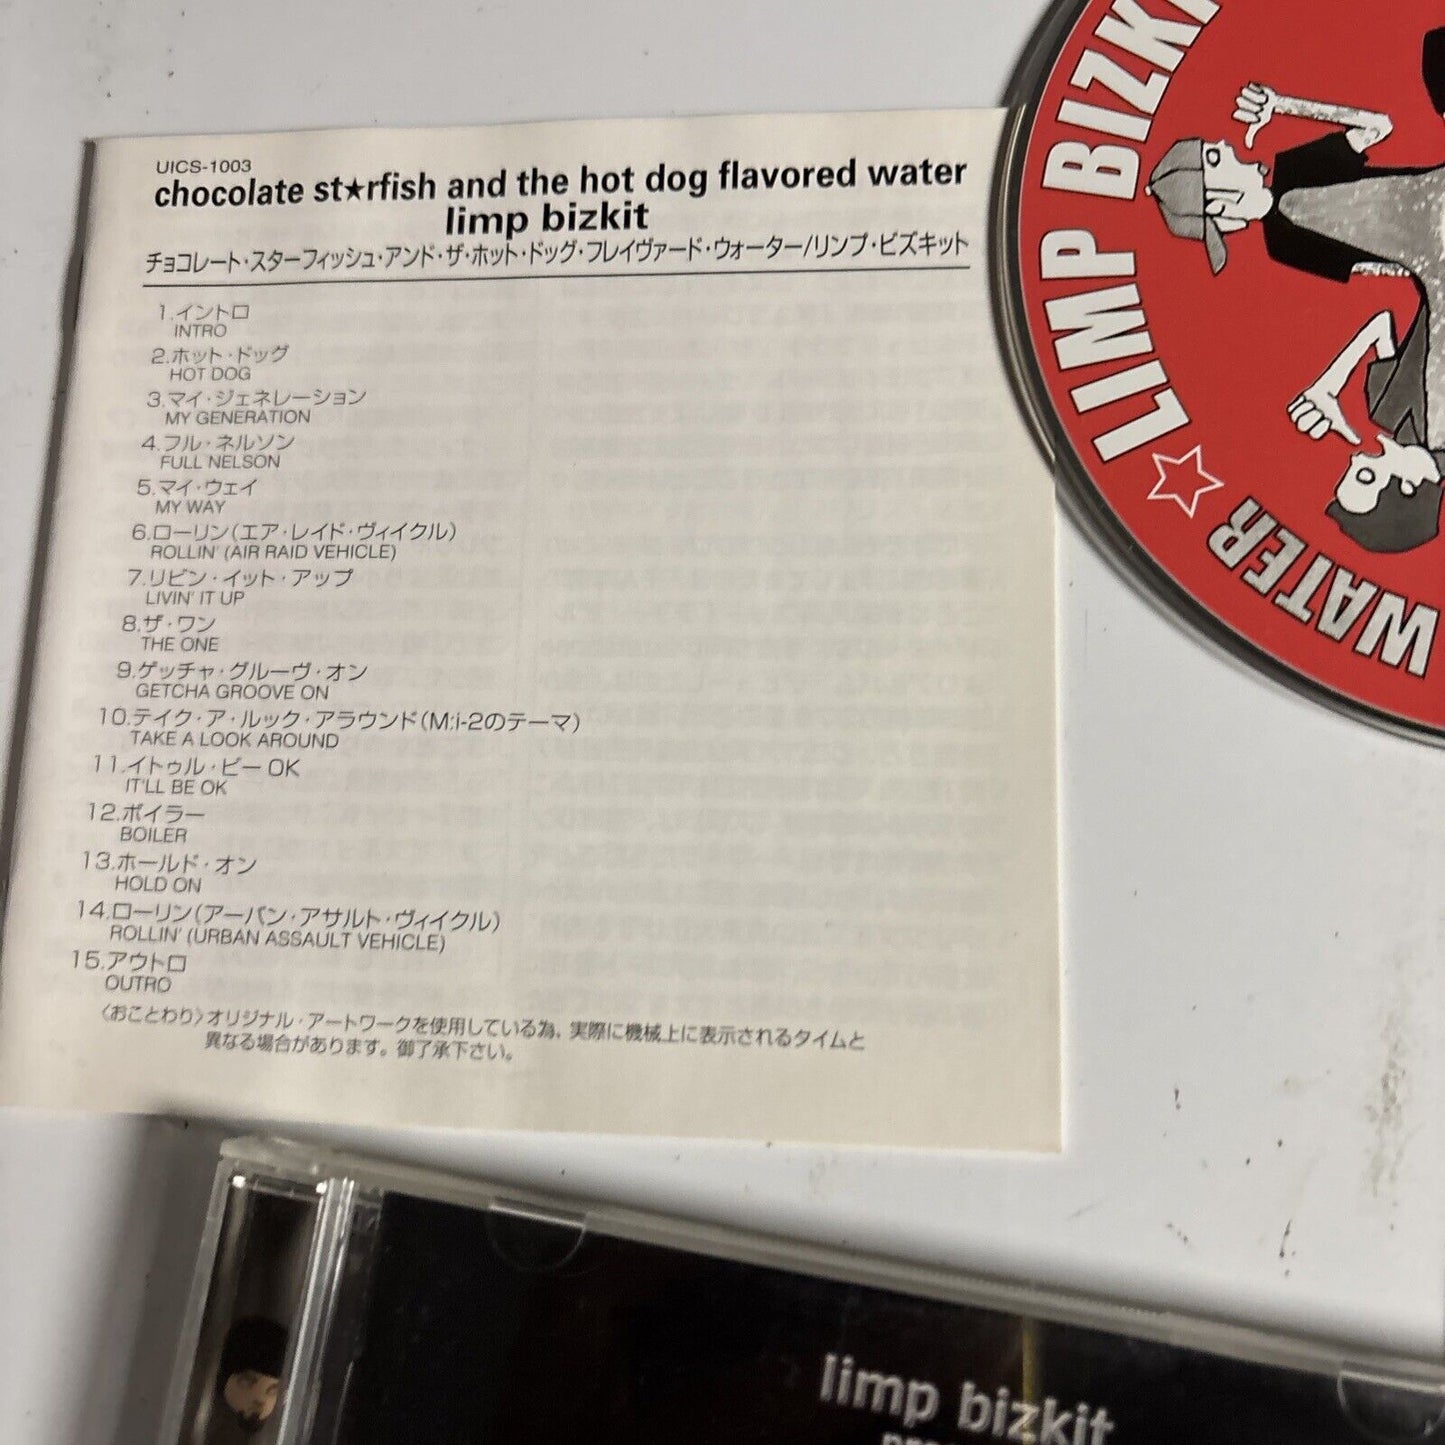 UICS-1003
chocolate st★rfish and the hot dog flavored water
limp bizkit
チョコレート・スターフィッシュ・アンド・ザ・ホット・ドッグ・フレイヴァード・ウォーター/リンプ・ビズキット
1.イントロ
INTRO
2.ホット・ドッグ
HOT DOG
3.マイ・ジェネレーション
MY GENERATION
4.フル・ネルソン
FULL NELSON
5.マイ・ウェイ
MY WAY
6.ローリン(エア・レイド・ヴィイクル)
ROLLIN' (AIR RAID VEHICLE)
7.リビン・イット・アップ
LIVIN' IT UP
8.ザ・ワン
THE ONE
9.ゲッチャ・グルーヴ・オン
GETCHA GROOVE ON
10.テイク・ア・ルック・アラウンド(M:i-2のテーマ)
TAKE A LOOK AROUND
11.イトゥル・ビー OK
IT'LL BE OK
12.ボイラー
BOILER
13.ホールド・オン
HOLD ON
14.ローリン(アーバン・アサルト・ヴィイクル)
ROLLIN' (URBAN ASSAULT VEHICLE)
15.アウトロ
OUTRO
〈おことわり〉オリジナル・アートワークを使用している為、実際に機械上に表示されるタイムと
異なる場合があります。御了承下さい。
WATER ☆ LIMP BIZKI
limp bizkit